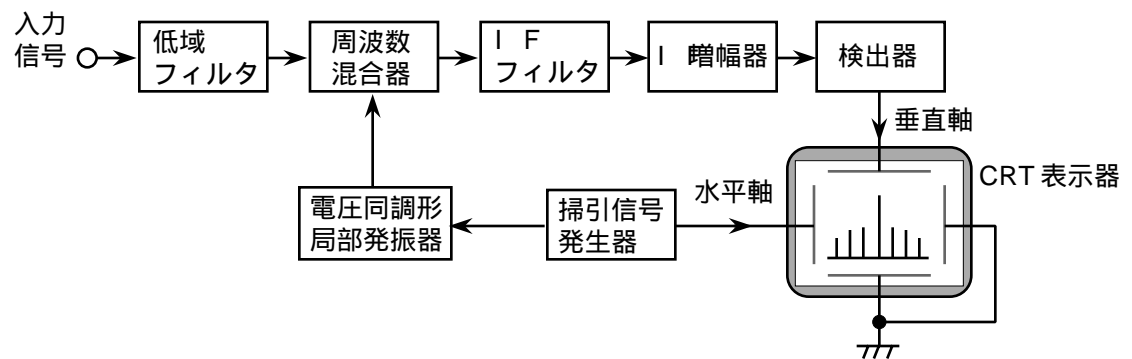 入力
信号
低域
フィルタ
周波数
混合器
I F
フィルタ
I 増幅器
検出器
垂直軸
CRT 表示器
水平軸
電圧同調形
局部発振器
掃引信号
発生器